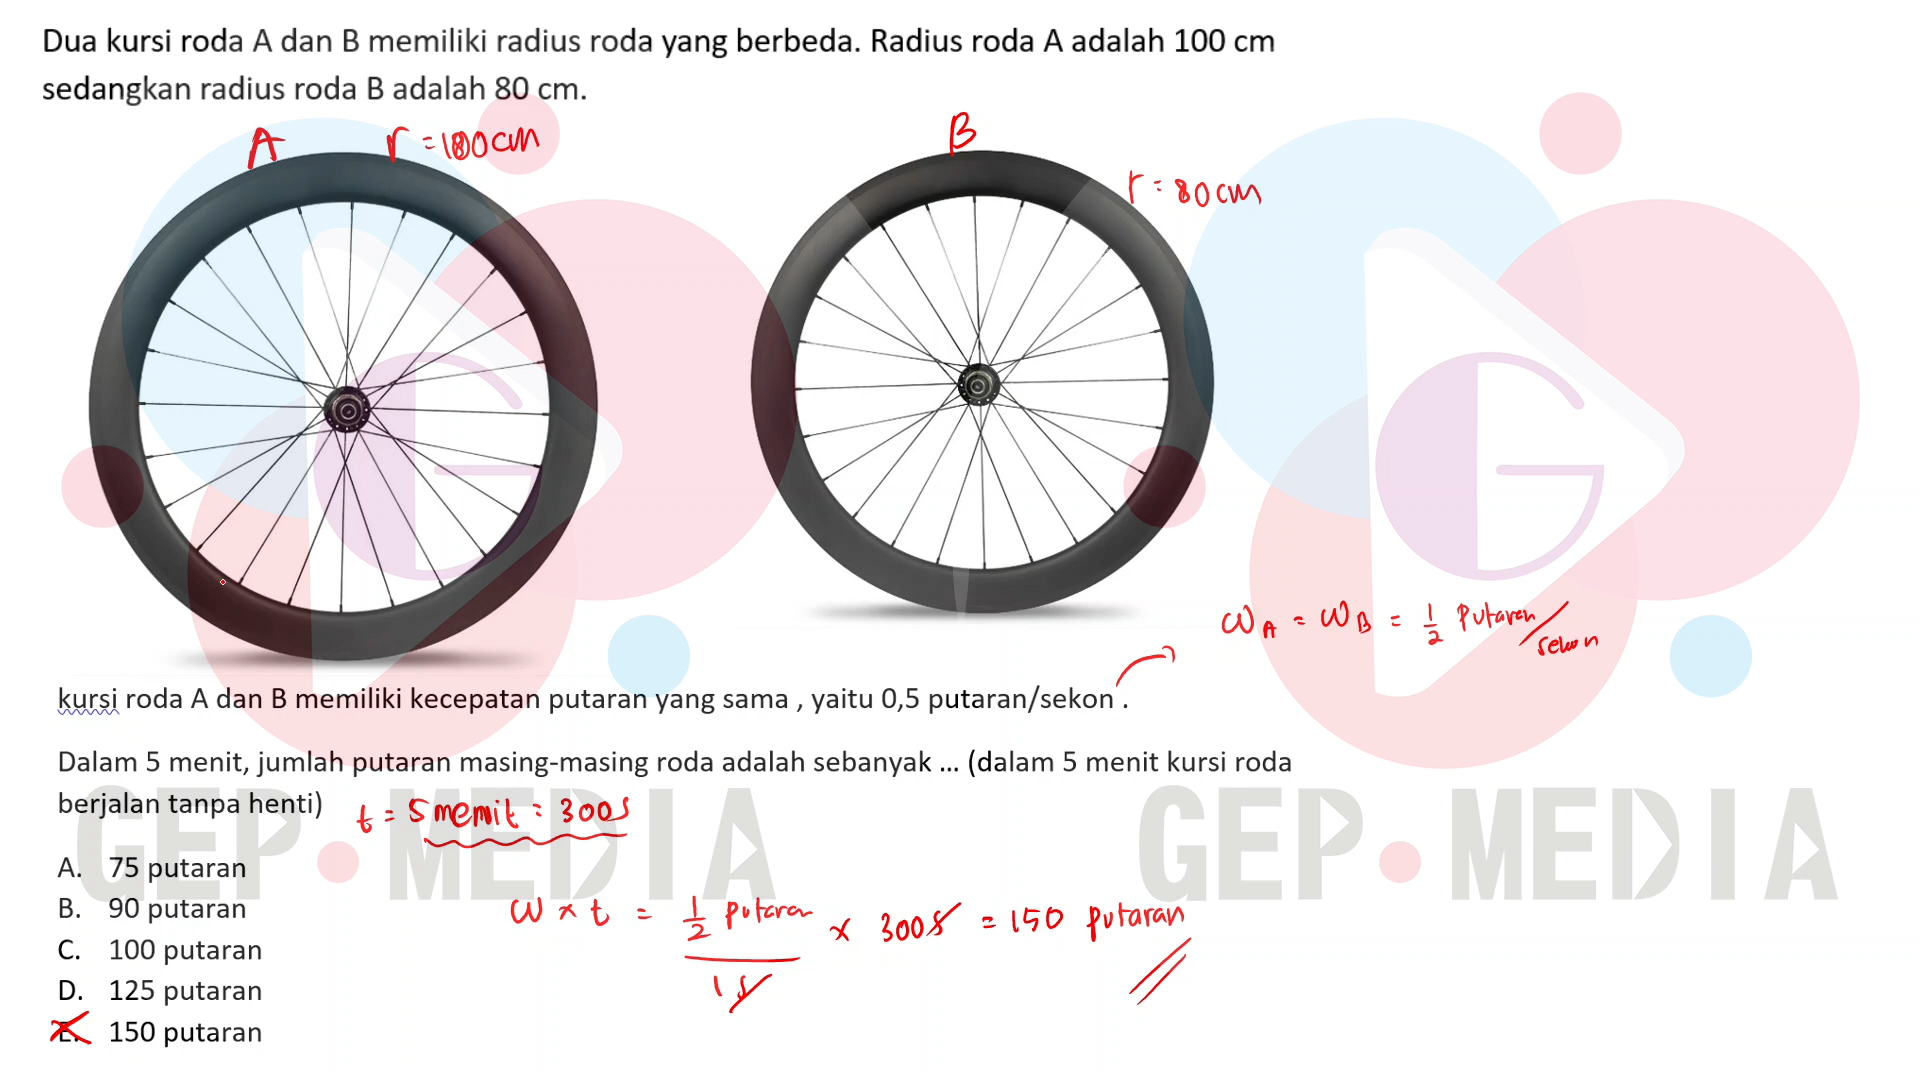 Dua kursi roda A dan B memiliki radius roda yang berbeda. Radius roda A adalah 100 cm
sedangkan radius roda B adalah 80 cm.
A r = 100cm
B
r = 80cm
ωA = ωB = 1/2 Putaran/sekon
kursi roda A dan B memiliki kecepatan putaran yang sama , yaitu 0,5 putaran/sekon .
Dalam 5 menit, jumlah putaran masing-masing roda adalah sebanyak ... (dalam 5 menit kursi roda
berjalan tanpa henti)
t = 5 menit = 300s
A. 75 putaran
B. 90 putaran
C. 100 putaran
D. 125 putaran
E. 150 putaran
ω x t = 1/2 putaran / 1s x 300s = 150 putaran
GEP MEDIA
GEP MEDIA